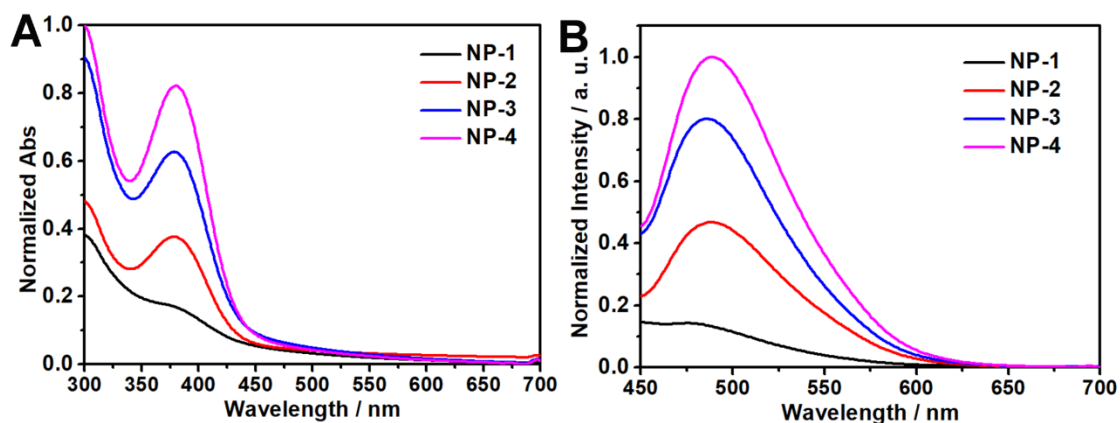 A
Normalized Abs
1.0
0.8
0.6
0.4
0.2
0.0
300
350
400
450
500
550
600
650
700
Wavelength / nm
NP-1
NP-2
NP-3
NP-4
B
Normalized Intensity / a. u.
1.0
0.8
0.6
0.4
0.2
0.0
450
500
550
600
650
700
Wavelength / nm
NP-1
NP-2
NP-3
NP-4